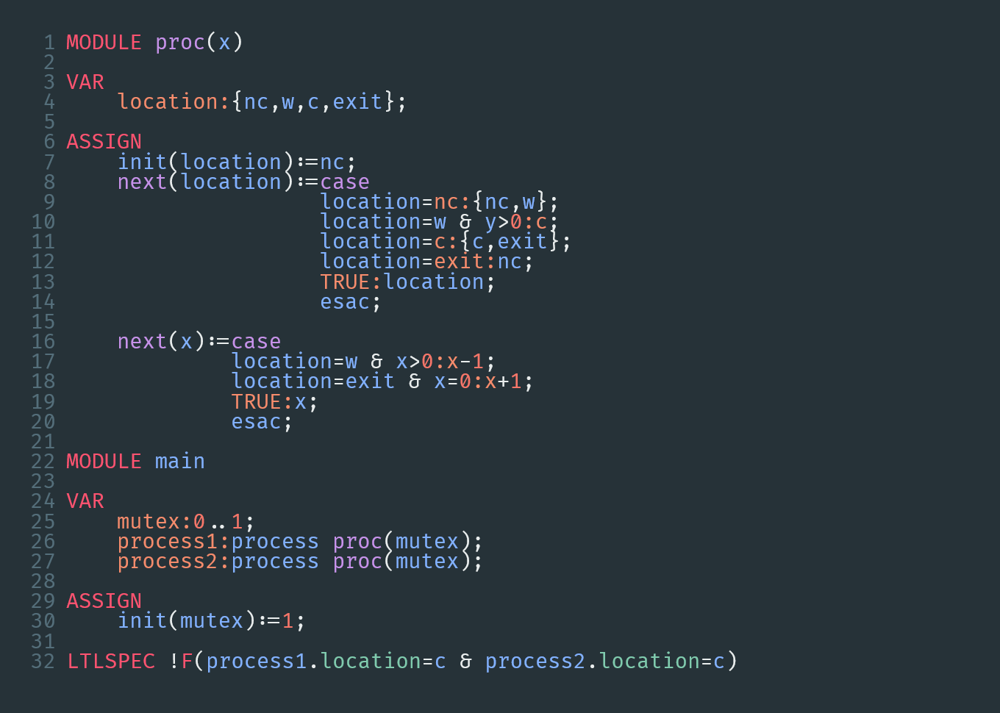 1 MODULE proc(x)
2
3 VAR
4     location:{nc,w,c,exit};
5
6 ASSIGN
7     init(location):=nc;
8     next(location):=case
9                     location=nc:{nc,w};
10                     location=w & y>0:c;
11                     location=c:{c,exit};
12                     location=exit:nc;
13                     TRUE:location;
14                     esac;
15
16     next(x):=case
17              location=w & x>0:x-1;
18              location=exit & x=0:x+1;
19              TRUE:x;
20              esac;
21
22 MODULE main
23
24 VAR
25     mutex:0..1;
26     process1:process proc(mutex);
27     process2:process proc(mutex);
28
29 ASSIGN
30     init(mutex):=1;
31
32 LTLSPEC !F(process1.location=c & process2.location=c)